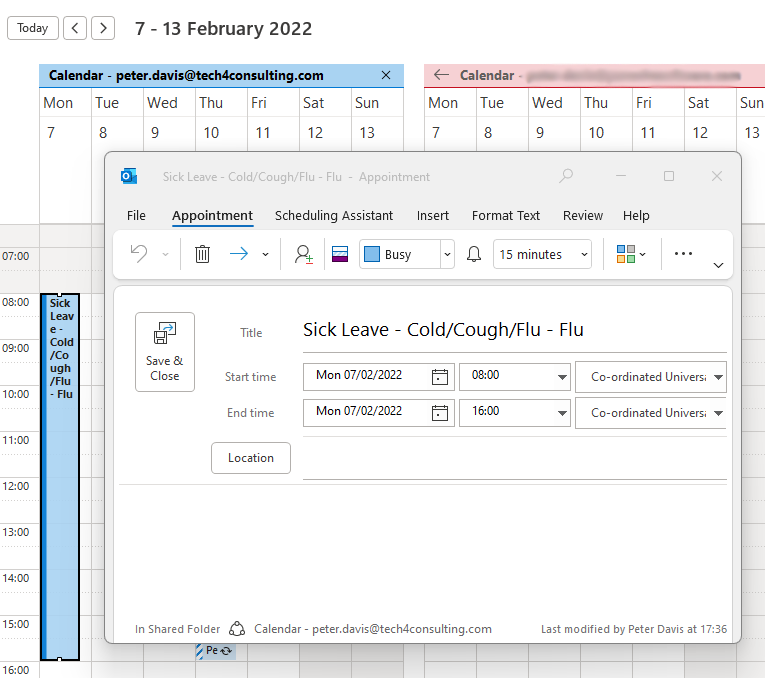 Today
7 - 13 February 2022
Calendar - peter.davis@tech4consulting.com
Calendar -
Mon Tue Wed Thu Fri Sat Sun
Mon Tue Wed Thu Fri Sat Sun
7 8 9 10 11 12 13
7 8 9 10 11 12 13
Sick Leave - Cold/Cough/Flu - Flu - Appointment
File Appointment Scheduling Assistant Insert Format Text Review Help
Busy 15 minutes
07:00
08:00
09:00
10:00
11:00
12:00
13:00
14:00
15:00
16:00
Sick
Leav
e -
Cold
/Co
ugh
/Flu
- Flu
Save &
Close
Title Sick Leave - Cold/Cough/Flu - Flu
Start time Mon 07/02/2022 08:00 Co-ordinated Universa
End time Mon 07/02/2022 16:00 Co-ordinated Universa
Location
In Shared Folder Calendar - peter.davis@tech4consulting.com Last modified by Peter Davis at 17:36
Pe